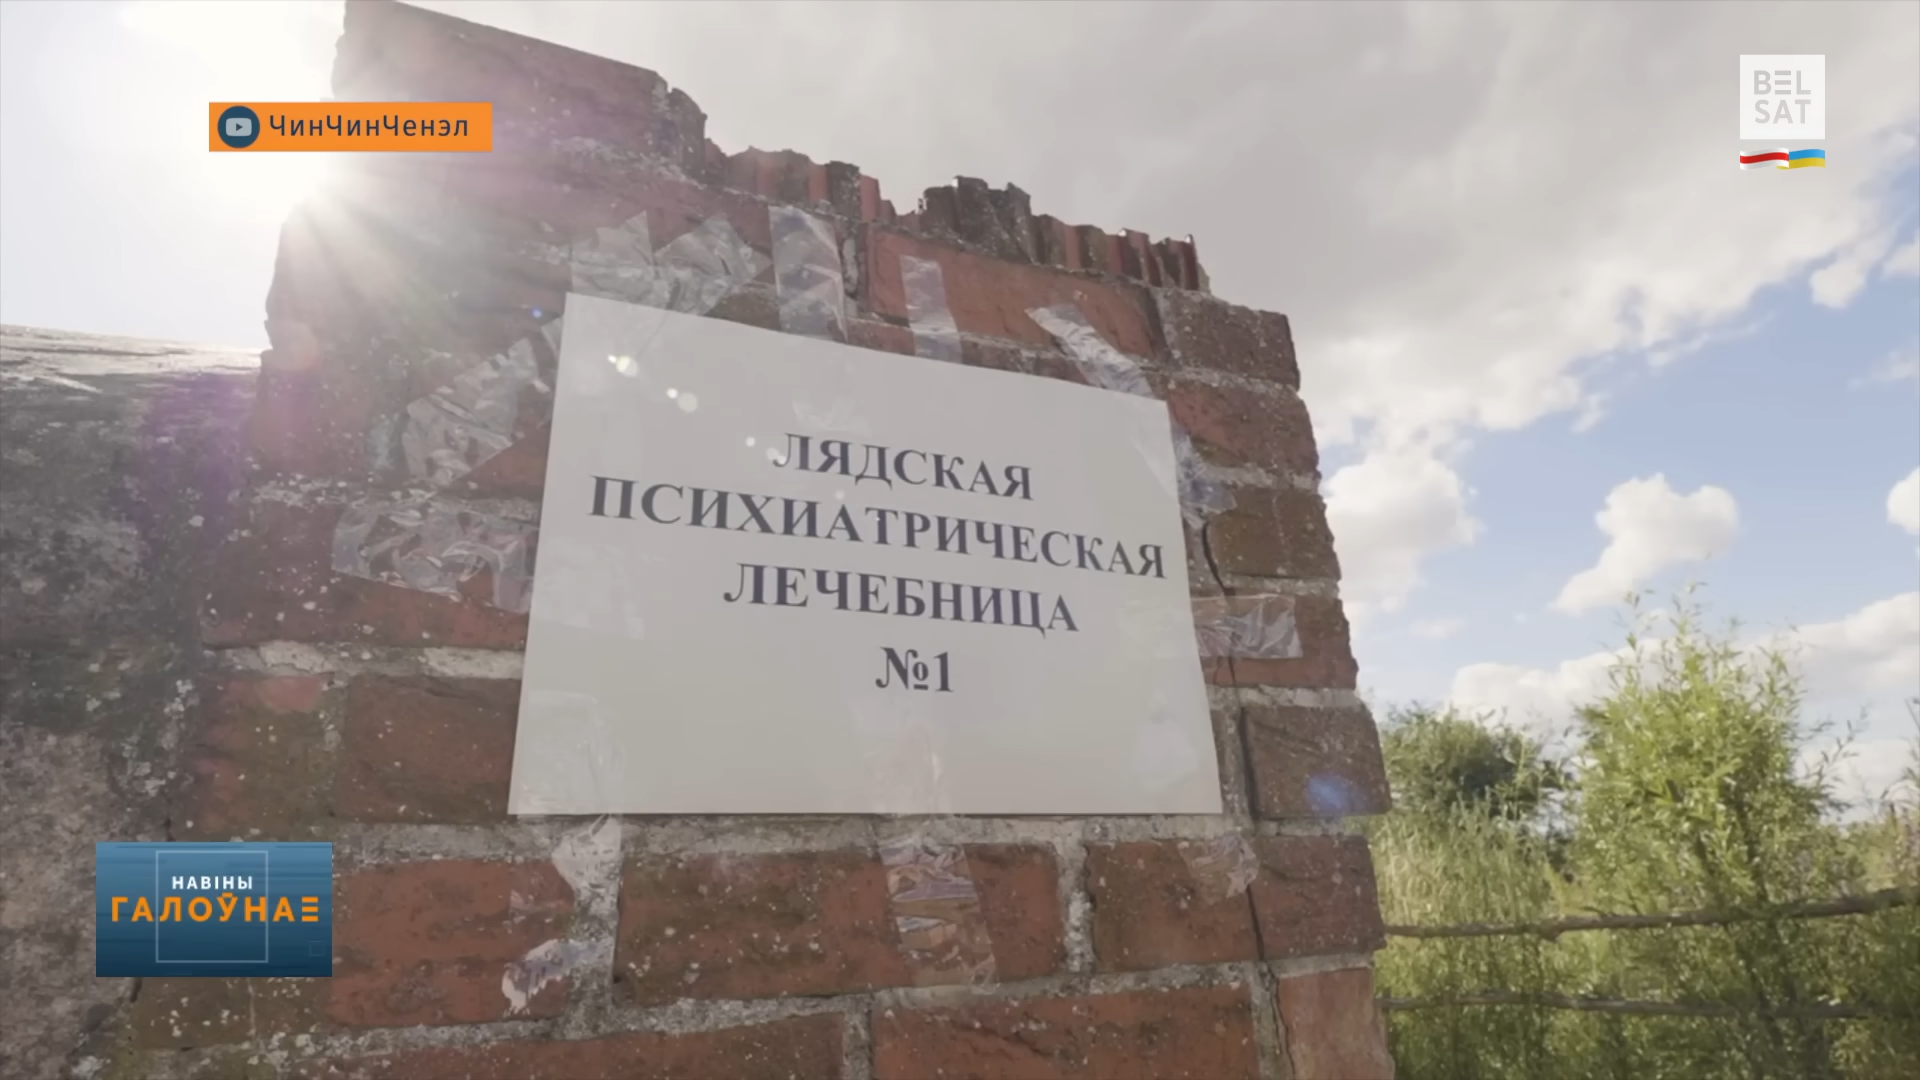 ЧинЧинЧенэл
BEL
SAT
ЛЯДСКАЯ
ПСИХИАТРИЧЕСКАЯ
ЛЕЧЕБНИЦА
№1
НАВІНЫ
ГАЛОЎНАЕ